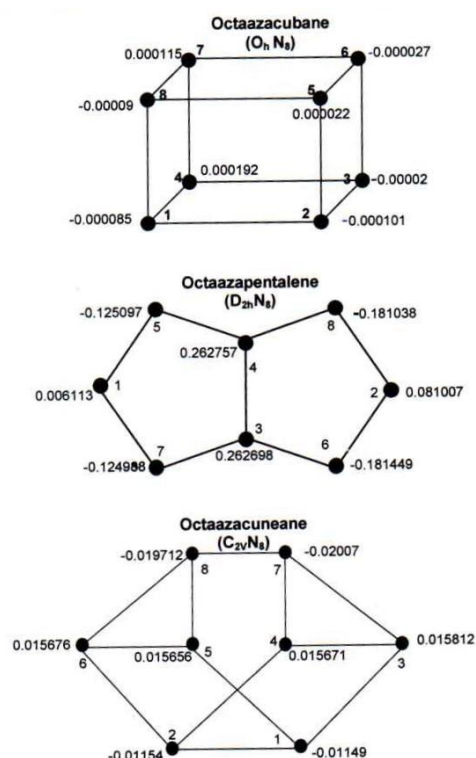 Octaazacubane
(Oh N8)
0.000115 7 6 -0.000027
-0.00009 8 5
0.000022
4 0.000192 3 -0.00002
-0.000085 1 2 -0.000101
Octaazapentalene
(D2hN8)
-0.125097 -0.181038
5 8
0.262757
4
0.006113 1 2 0.081007
3
7 6
-0.124988 0.262698 -0.181449
Octaazacuneane
(C2VN8)
-0.019712 -0.02007
8 7
0.015676 5 4 0.015812
6 0.015656 0.015671 3
2 1
-0.01154 -0.01149